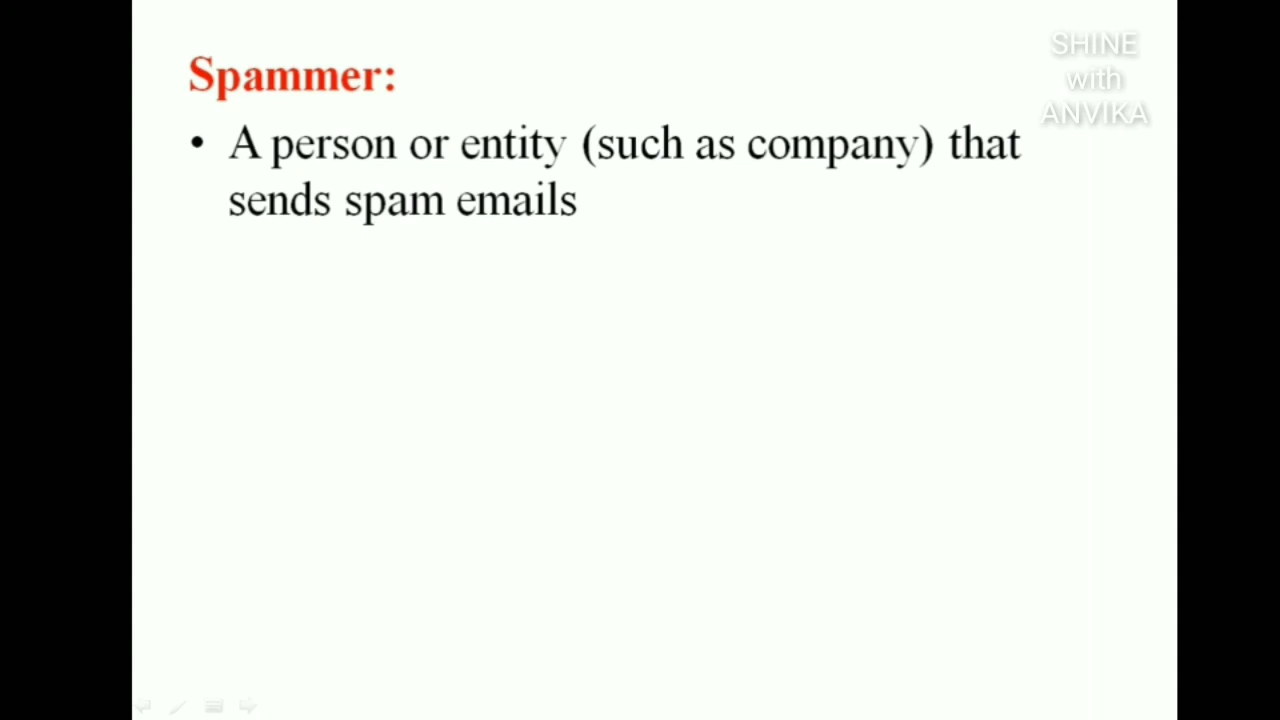 Spammer:
SHINE
with
ANVIKA
• A person or entity (such as company) that
sends spam emails